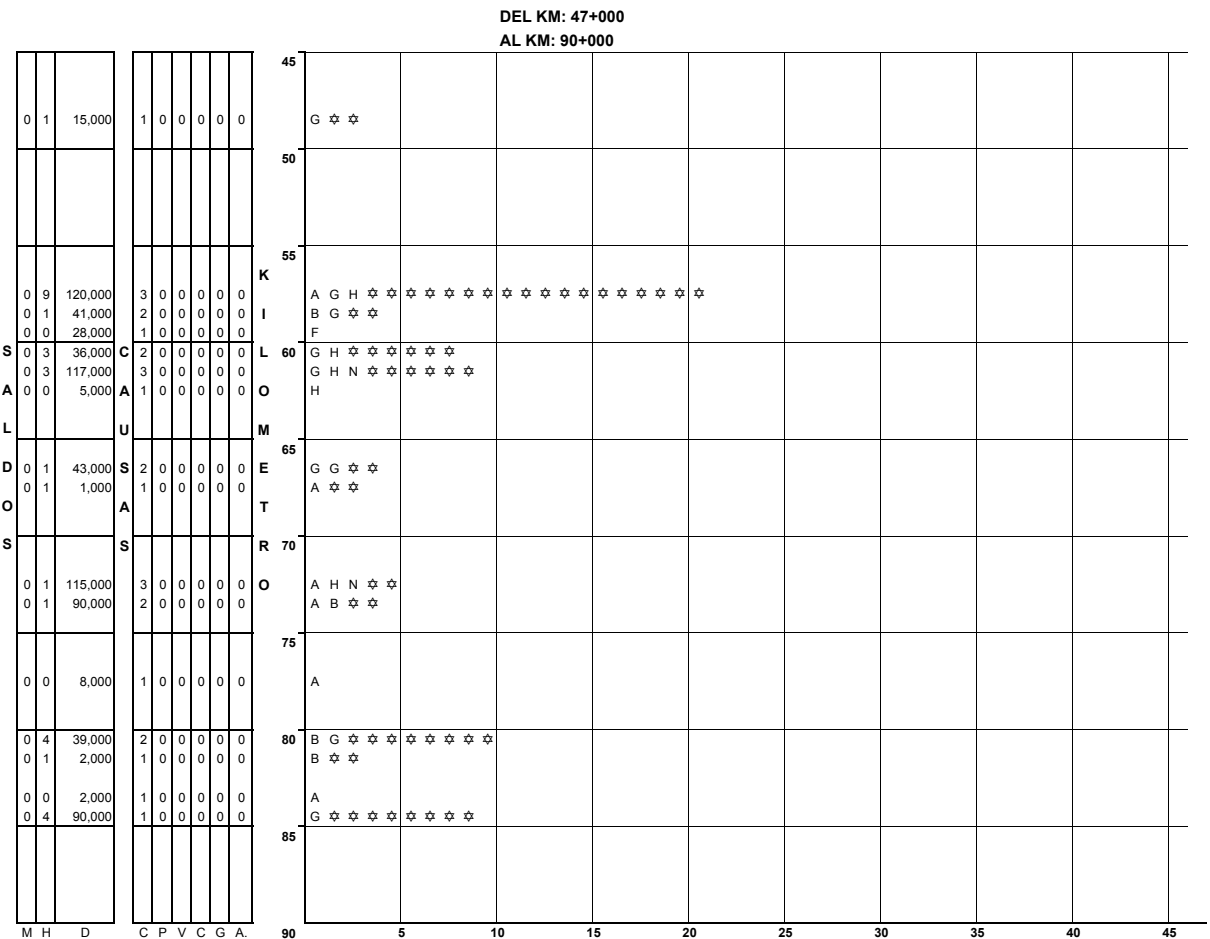 DEL KM: 47+000
AL KM: 90+000
SALDOS
CAUSAS
KILOMETRO
45
0 1 15,000 1 0 0 0 0 0 G ✡ ✡
50
55
0 9 120,000 3 0 0 0 0 0 A G H ✡ ✡ ✡ ✡ ✡ ✡ ✡ ✡ ✡ ✡ ✡ ✡ ✡ ✡ ✡ ✡ ✡ ✡
0 1 41,000 2 0 0 0 0 0 B G ✡ ✡
0 0 28,000 1 0 0 0 0 0 F
0 3 36,000 2 0 0 0 0 0 60 G H ✡ ✡ ✡ ✡ ✡ ✡
0 3 117,000 3 0 0 0 0 0 G H N ✡ ✡ ✡ ✡ ✡ ✡
0 0 5,000 1 0 0 0 0 0 H
65
0 1 43,000 2 0 0 0 0 0 G G ✡ ✡
0 1 1,000 1 0 0 0 0 0 A ✡ ✡
70
0 1 115,000 3 0 0 0 0 0 A H N ✡ ✡
0 1 90,000 2 0 0 0 0 0 A B ✡ ✡
75
0 0 8,000 1 0 0 0 0 0 A
0 4 39,000 2 0 0 0 0 0 80 B G ✡ ✡ ✡ ✡ ✡ ✡ ✡ ✡
0 1 2,000 1 0 0 0 0 0 B ✡ ✡
0 0 2,000 1 0 0 0 0 0 A
0 4 90,000 1 0 0 0 0 0 G ✡ ✡ ✡ ✡ ✡ ✡ ✡ ✡
85
M H D C P V C G A. 90 5 10 15 20 25 30 35 40 45